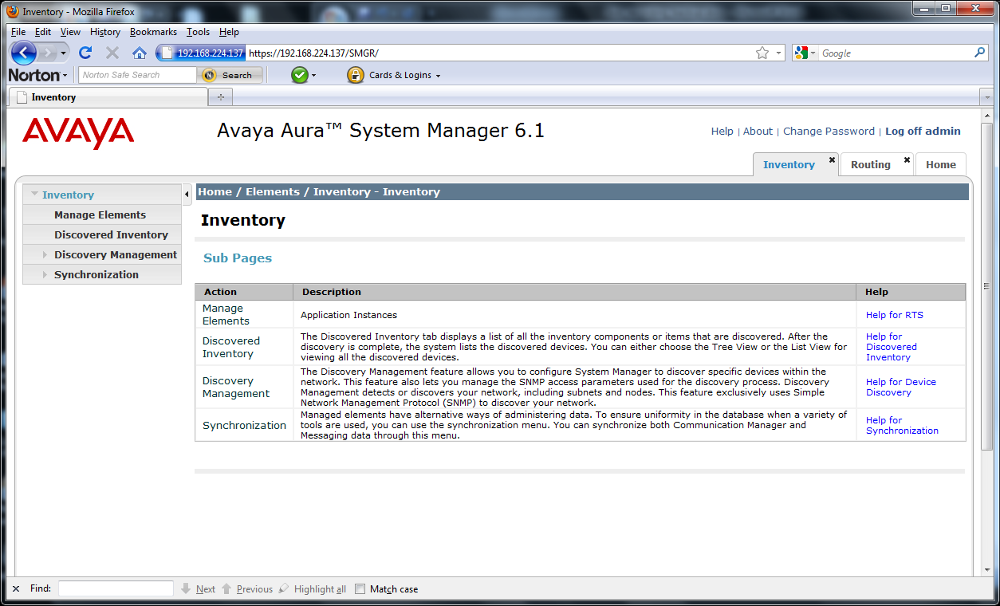 Inventory - Mozilla Firefox
File Edit View History Bookmarks Tools Help
192.168.224.137 https://192.168.224.137/SMGR/
Google
Norton
Norton Safe Search
Search
Cards & Logins
Inventory
AVAYA
Avaya Aura™ System Manager 6.1
Help | About | Change Password | Log off admin
Inventory
Routing
Home
Inventory
Manage Elements
Discovered Inventory
Discovery Management
Synchronization
Home / Elements / Inventory - Inventory
Inventory
Sub Pages
Action Description Help
Manage
Elements
Application Instances
Help for RTS
Discovered
Inventory
The Discovered Inventory tab displays a list of all the inventory components or items that are discovered. After the
discovery is complete, the system lists the discovered devices. You can either choose the Tree View or the List View for
viewing all the discovered devices.
Help for
Discovered
Inventory
Discovery
Management
The Discovery Management feature allows you to configure System Manager to discover specific devices within the
network. This feature also lets you manage the SNMP access parameters used for the discovery process. Discovery
Management detects or discovers your network, including subnets and nodes. This feature exclusively uses Simple
Network Management Protocol (SNMP) to discover your network.
Help for Device
Discovery
Synchronization
Managed elements have alternative ways of administering data. To ensure uniformity in the database when a variety of
tools are used, you can use the synchronization menu. You can synchronize both Communication Manager and
Messaging data through this menu.
Help for
Synchronization
Find:
Next
Previous
Highlight all
Match case